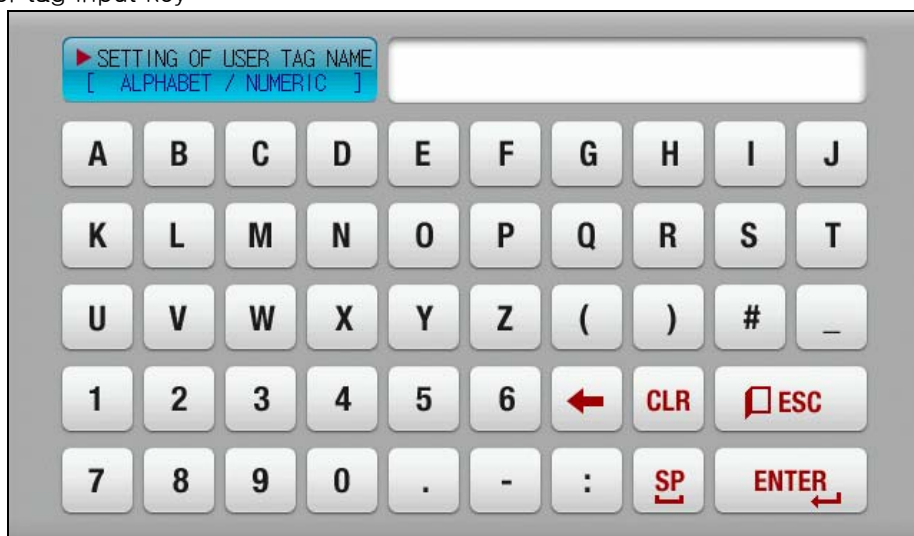 tag input key
▶ SETTING OF USER TAG NAME
[ ALPHABET / NUMERIC ]
A B C D E F G H I J
K L M N O P Q R S T
U V W X Y Z ( ) # _
1 2 3 4 5 6 ← CLR ESC
7 8 9 0 . - : SP ENTER